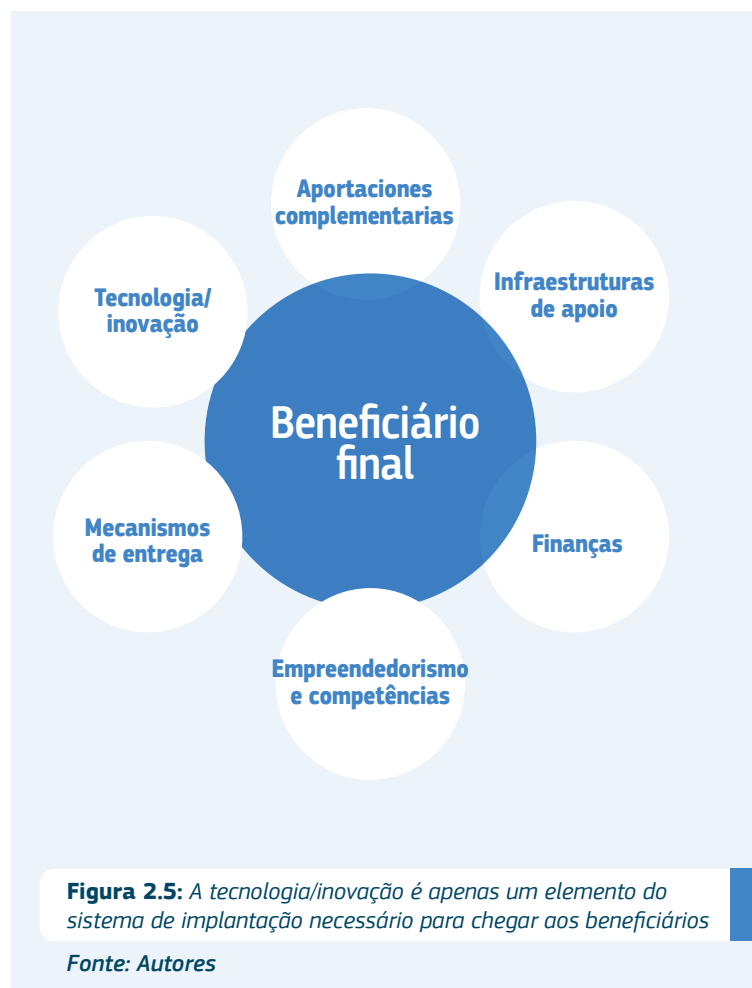 Aportaciones
complementarias
Tecnologia/
inovação
Infraestruturas
de apoio
Beneficiário
final
Mecanismos
de entrega
Finanças
Empreendedorismo
e competências
Figura 2.5: A tecnologia/inovação é apenas um elemento do
sistema de implantação necessário para chegar aos beneficiários
Fonte: Autores